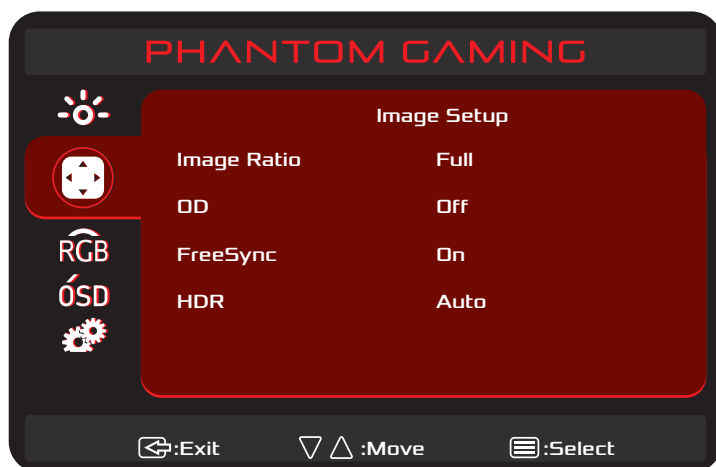 PHANTOM GAMING
Image Setup
Image Ratio Full
OD Off
FreeSync On
HDR Auto
RGB
OSD
:Exit :Move :Select